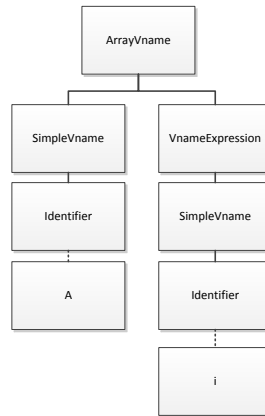 ArrayVname
SimpleVname
VnameExpression
Identifier
SimpleVname
A
Identifier
i